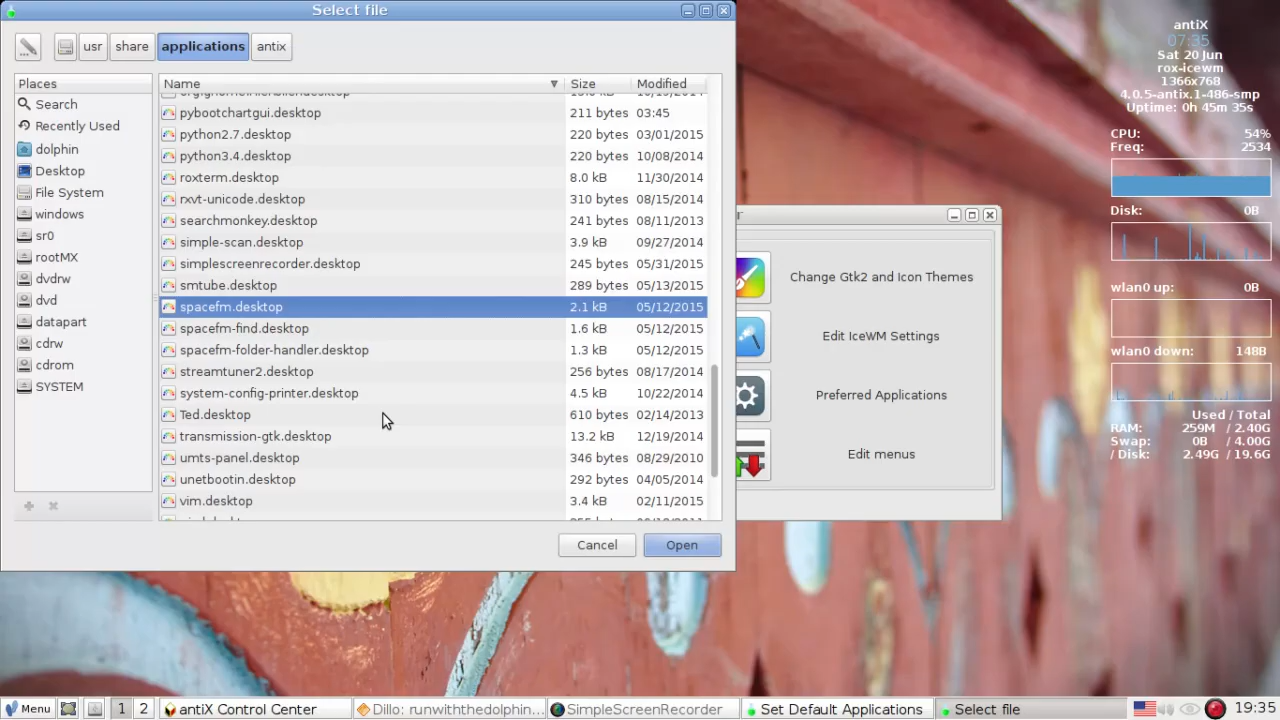 Select file
usr share applications antix
Places
Search
Recently Used
dolphin
Desktop
File System
windows
sr0
rootMX
dvdrw
dvd
datapart
cdrw
cdrom
SYSTEM
Name Size Modified
pybootchartgui.desktop 211 bytes 03:45
python2.7.desktop 220 bytes 03/01/2015
python3.4.desktop 220 bytes 10/08/2014
roxterm.desktop 8.0 kB 11/30/2014
rxvt-unicode.desktop 310 bytes 08/15/2014
searchmonkey.desktop 241 bytes 08/11/2013
simple-scan.desktop 3.9 kB 09/27/2014
simplescreenrecorder.desktop 245 bytes 05/31/2015
smtube.desktop 289 bytes 05/13/2015
spacefm.desktop 2.1 kB 05/12/2015
spacefm-find.desktop 1.6 kB 05/12/2015
spacefm-folder-handler.desktop 1.3 kB 05/12/2015
streamtuner2.desktop 256 bytes 08/17/2014
system-config-printer.desktop 4.5 kB 10/22/2014
Ted.desktop 610 bytes 02/14/2013
transmission-gtk.desktop 13.2 kB 12/19/2014
umts-panel.desktop 346 bytes 08/29/2010
unetbootin.desktop 292 bytes 04/05/2014
vim.desktop 3.4 kB 02/11/2015
Cancel Open
Change Gtk2 and Icon Themes
Edit IceWM Settings
Preferred Applications
Edit menus
antiX
07:35
Sat 20 Jun
rox-icewm
1366x768
4.0.5-antix.1-486-smp
Uptime: 0h 45m 35s
CPU: 54%
Freq: 2534
Disk: 0B
wlan0 up: 0B
wlan0 down: 148B
Used / Total
RAM: 259M / 2.40G
Swap: 0B / 4.00G
/ Disk: 2.49G / 19.6G
Menu 1 2 antiX Control Center Dillo: runwiththedolphin... SimpleScreenRecorder Set Default Applications Select file 19:35